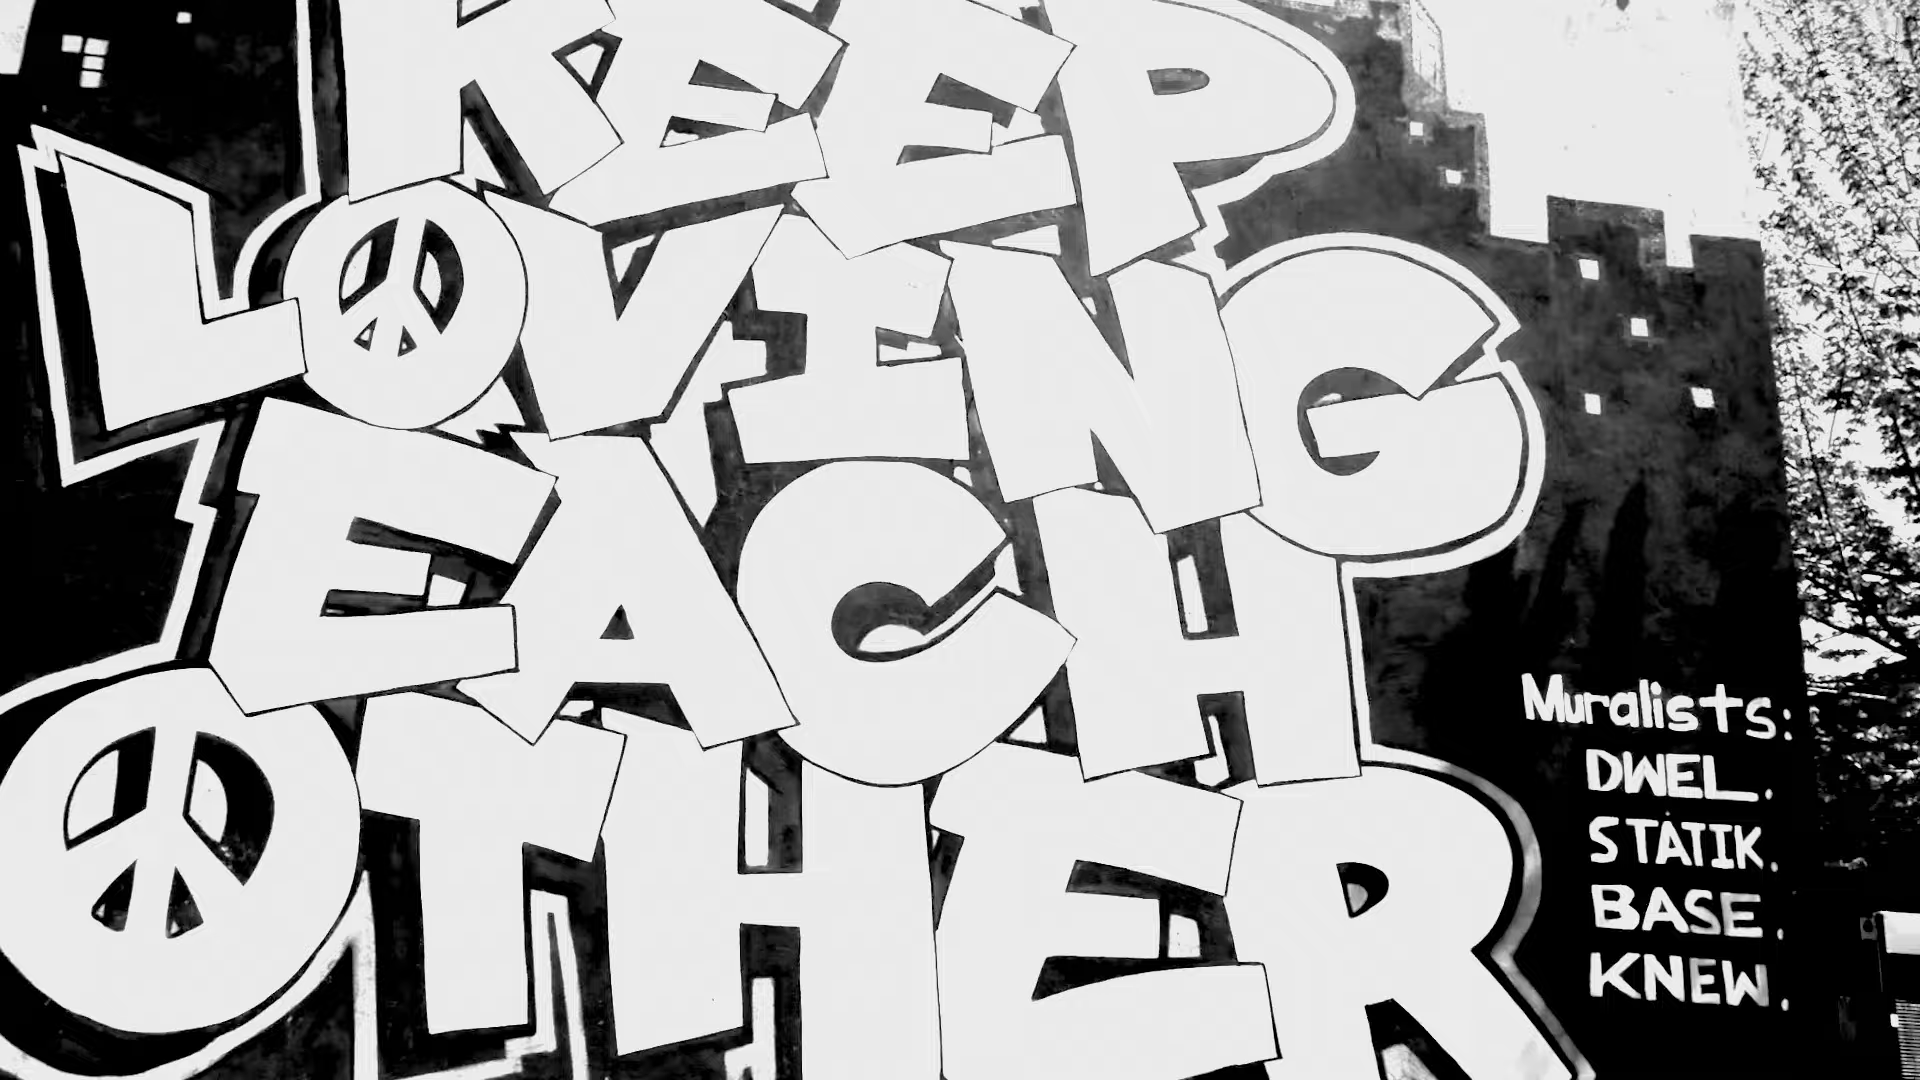 KEEP
LOVING
EACH
OTHER
Muralists:
DWEL.
STATIK.
BASE.
KNEW.